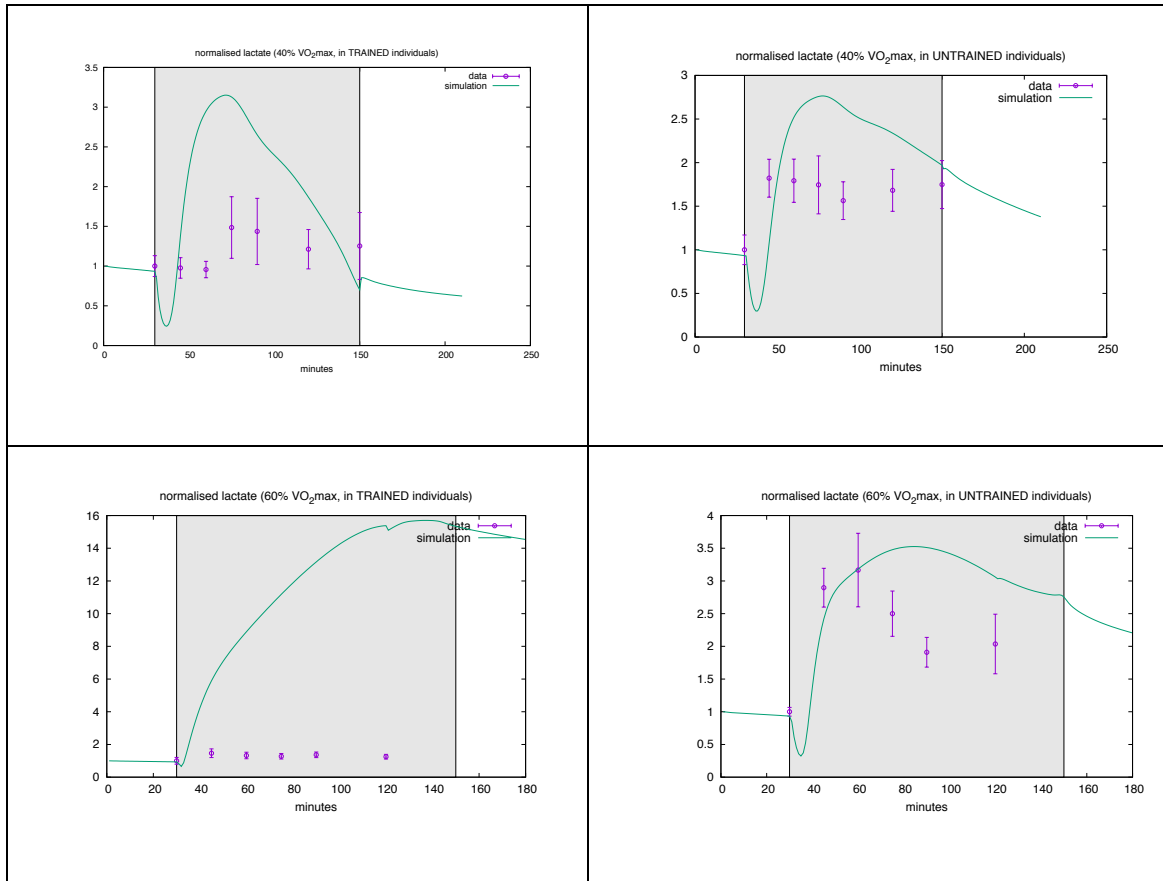 normalised lactate (40% VO2max, in TRAINED individuals)
data
simulation
3.5
3
2.5
2
1.5
1
0.5
0
0 50 100 150 200 250
minutes
normalised lactate (40% VO2max, in UNTRAINED individuals)
data
simulation
3
2.5
2
1.5
1
0.5
0
0 50 100 150 200 250
minutes
normalised lactate (60% VO2max, in TRAINED individuals)
data
simulation
16
14
12
10
8
6
4
2
0
0 20 40 60 80 100 120 140 160 180
minutes
normalised lactate (60% VO2max, in UNTRAINED individuals)
data
simulation
4
3.5
3
2.5
2
1.5
1
0.5
0
0 20 40 60 80 100 120 140 160 180
minutes